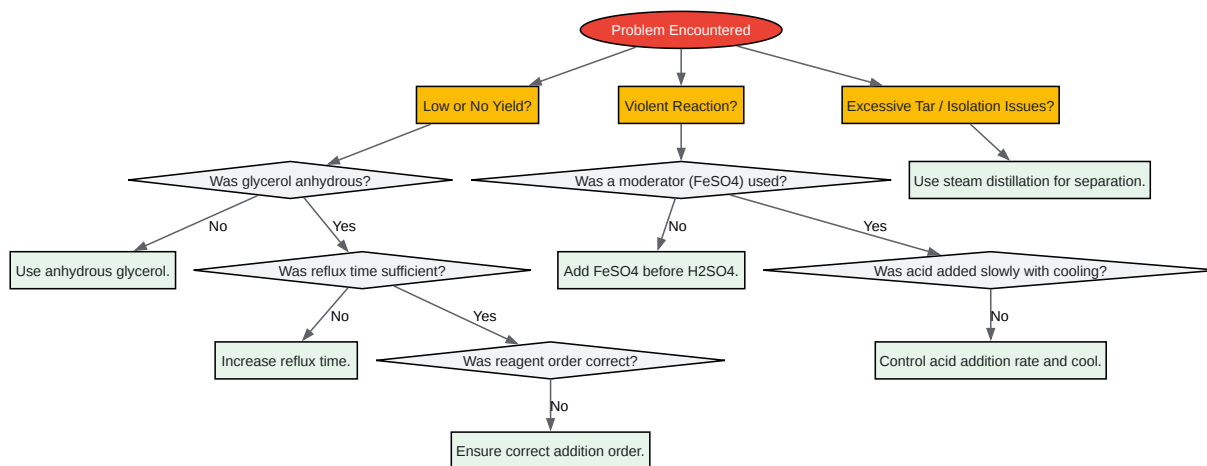 Problem Encountered
Low or No Yield?
Violent Reaction?
Excessive Tar / Isolation Issues?
Was glycerol anhydrous?
Was a moderator (FeSO4) used?
Use steam distillation for separation.
No
Yes
No
Yes
Use anhydrous glycerol.
Was reflux time sufficient?
Add FeSO4 before H2SO4.
Was acid added slowly with cooling?
No
Yes
No
Increase reflux time.
Was reagent order correct?
Control acid addition rate and cool.
No
Ensure correct addition order.